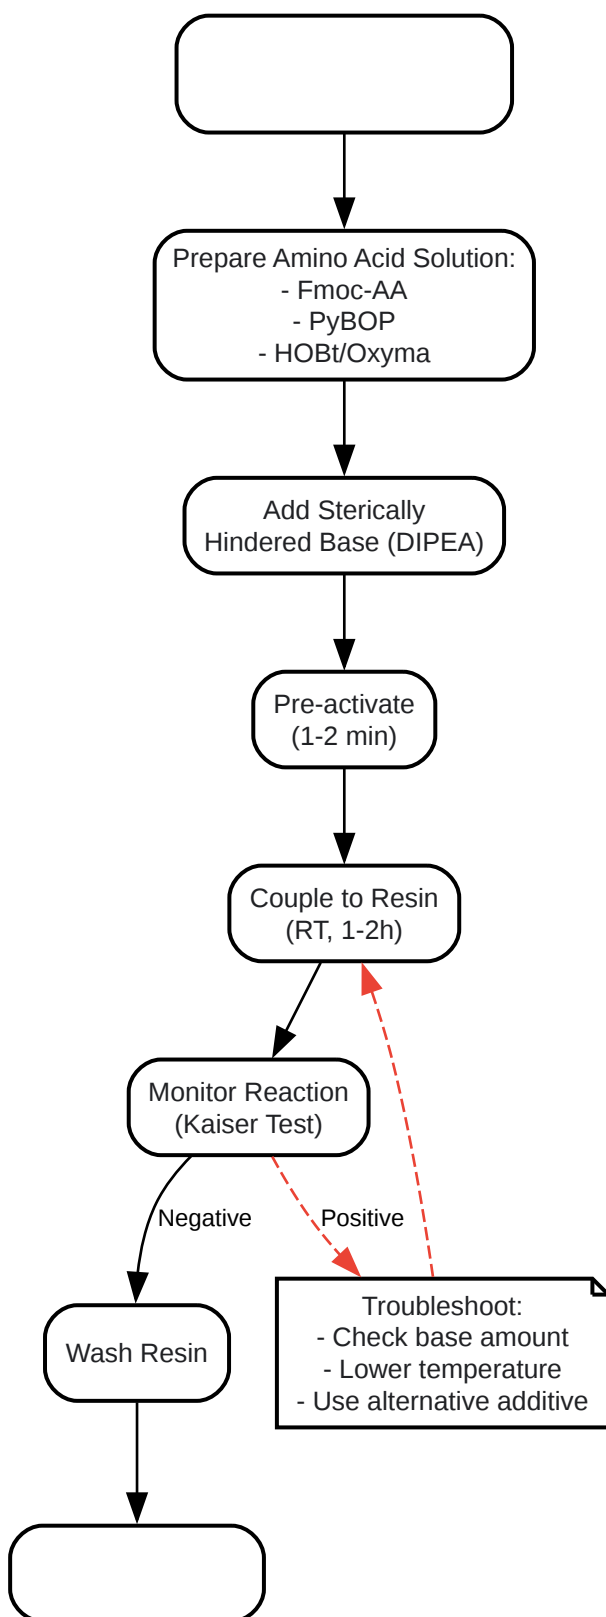 Prepare Amino Acid Solution:
- Fmoc-AA
- PyBOP
- HOBt/Oxyma
Add Sterically
Hindered Base (DIPEA)
Pre-activate
(1-2 min)
Couple to Resin
(RT, 1-2h)
Monitor Reaction
(Kaiser Test)
Negative
Positive
Troubleshoot:
- Check base amount
- Lower temperature
- Use alternative additive
Wash Resin